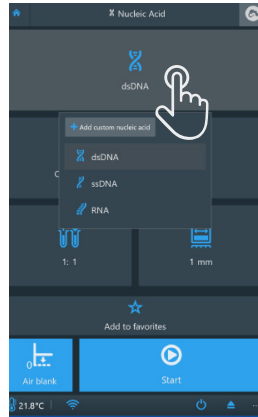 Nucleic Acid
dsDNA
+ Add custom nucleic acid
dsDNA
ssDNA
RNA
C
1: 1
1 mm
Add to favorites
0
Air blank
Start
21.8°C